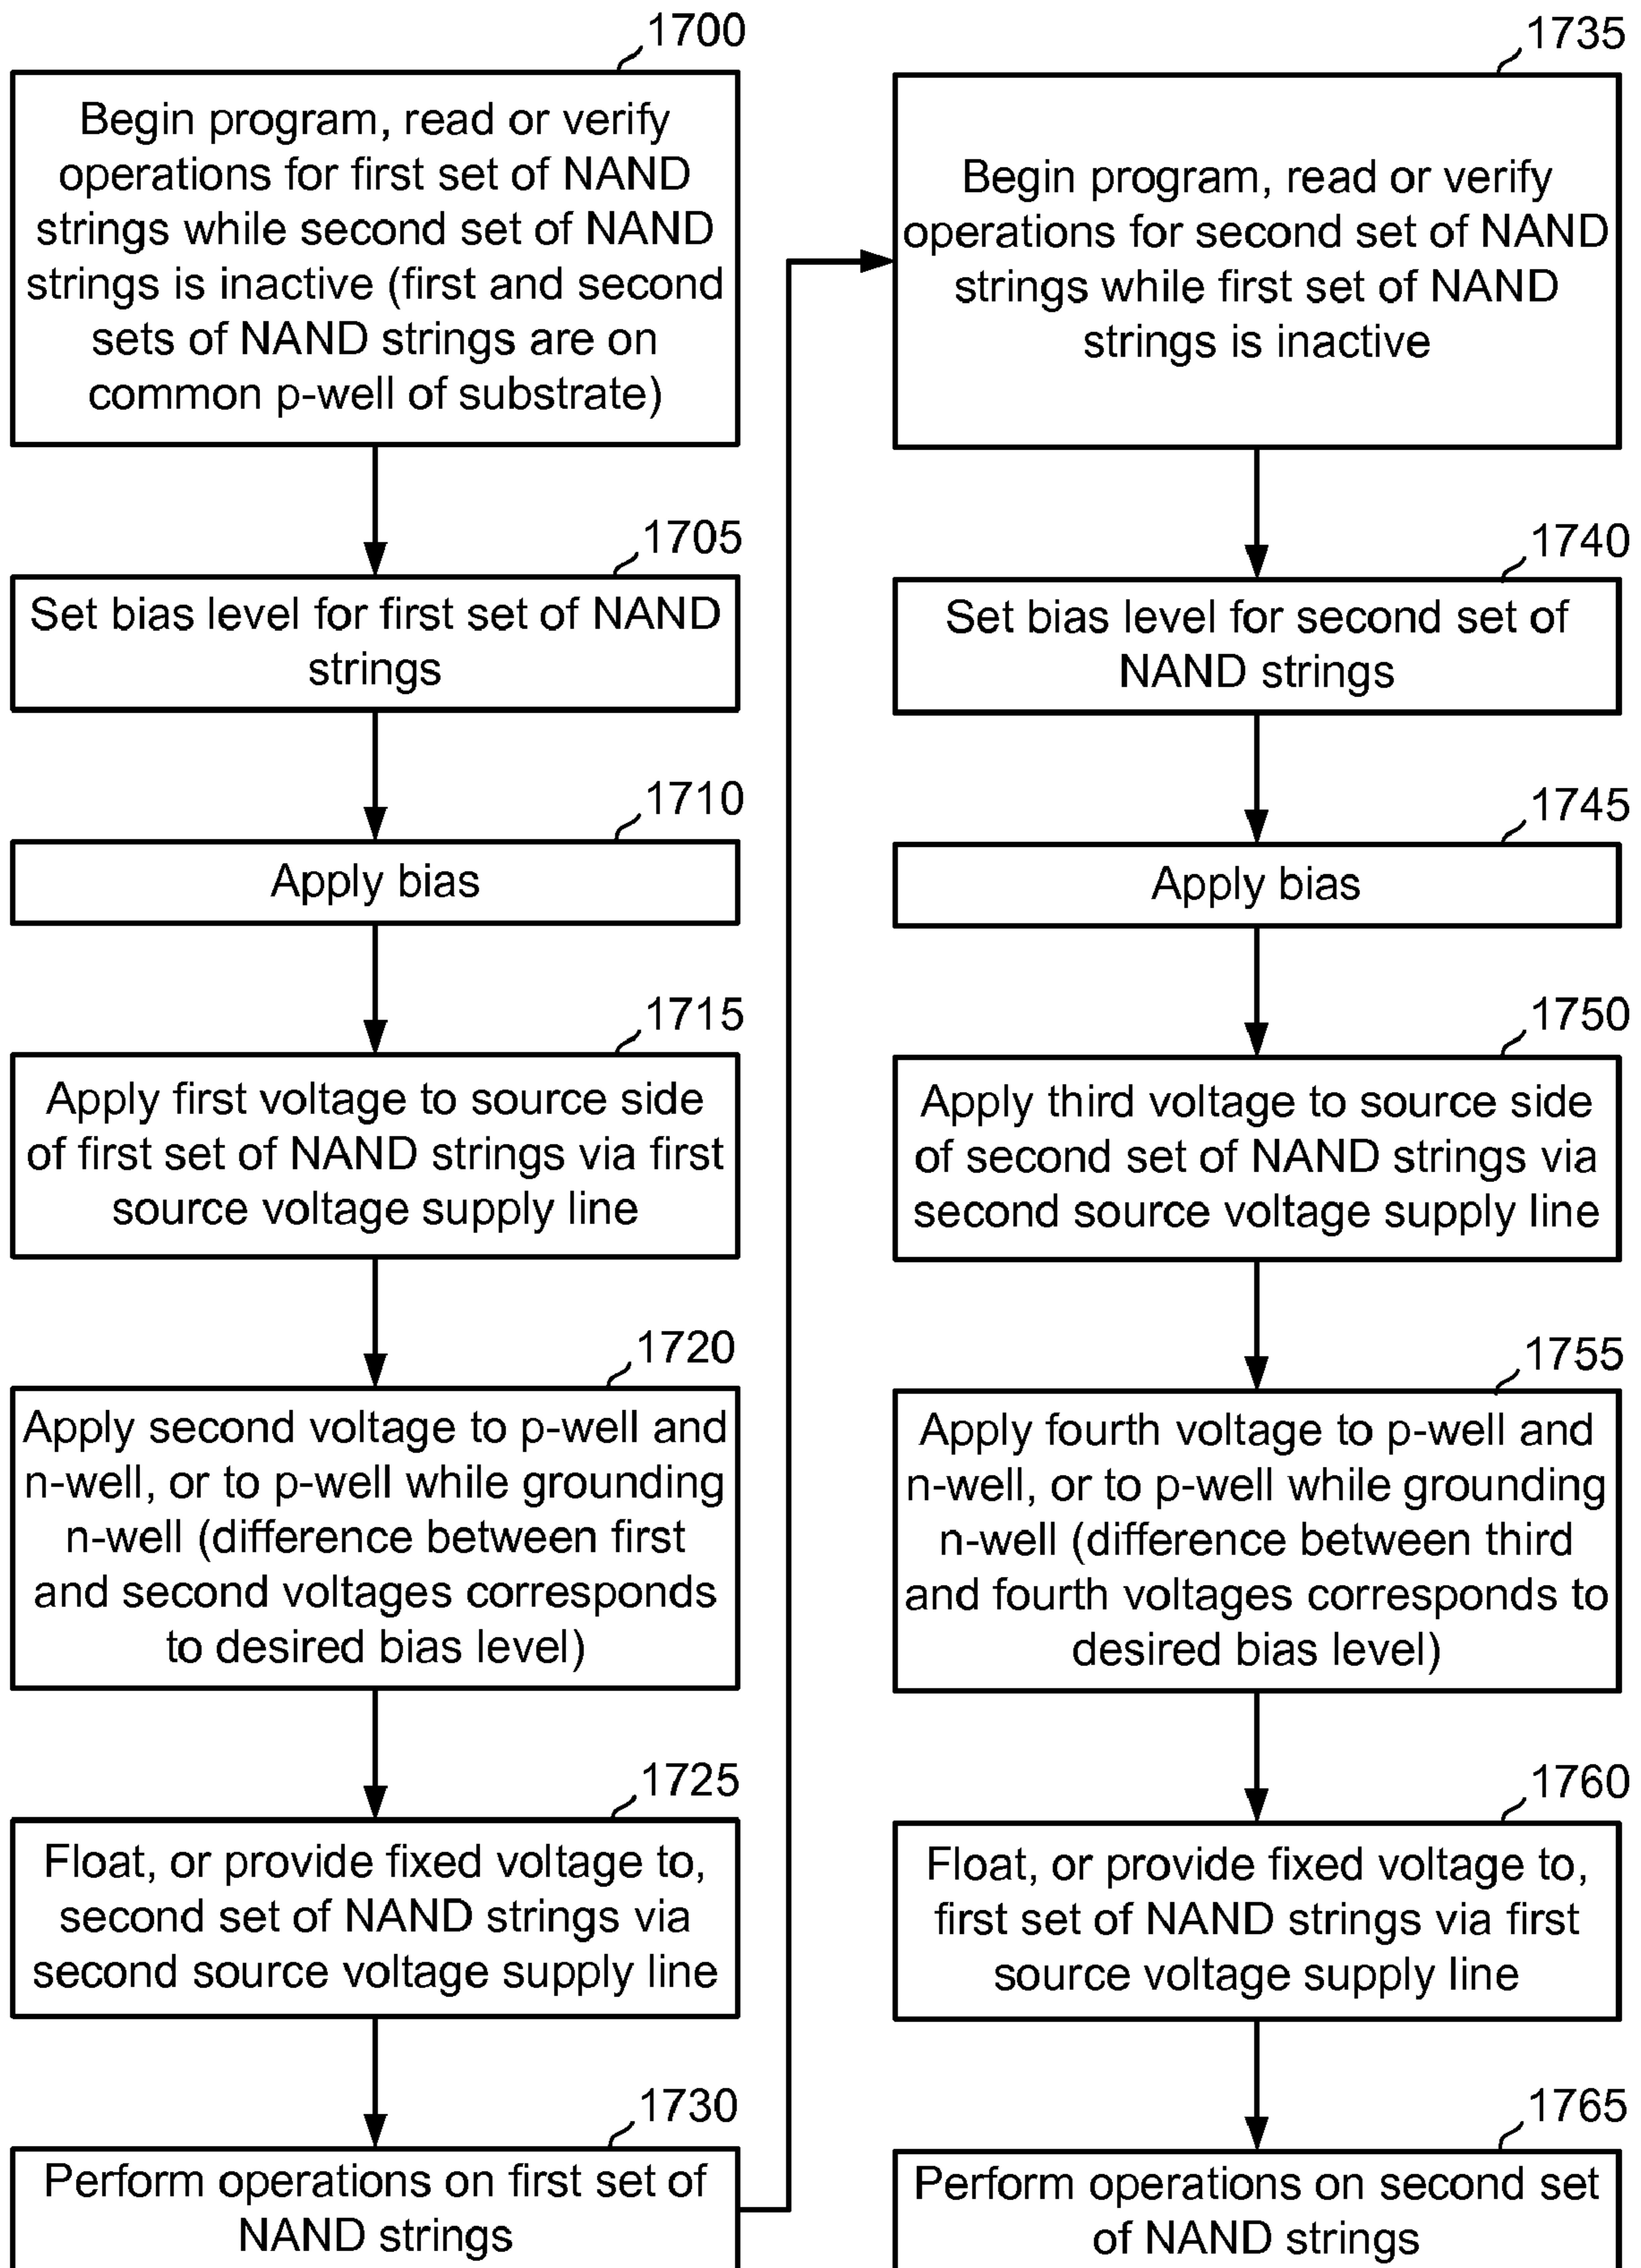 1700
Begin program, read or verify
operations for first set of NAND
strings while second set of NAND
strings is inactive (first and second
sets of NAND strings are on
common p-well of substrate)
1705
Set bias level for first set of NAND
strings
1710
Apply bias
1715
Apply first voltage to source side
of first set of NAND strings via first
source voltage supply line
1720
Apply second voltage to p-well and
n-well, or to p-well while grounding
n-well (difference between first
and second voltages corresponds
to desired bias level)
1725
Float, or provide fixed voltage to,
second set of NAND strings via
second source voltage supply line
1730
Perform operations on first set of
NAND strings
1735
Begin program, read or verify
operations for second set of NAND
strings while first set of NAND
strings is inactive
1740
Set bias level for second set of
NAND strings
1745
Apply bias
1750
Apply third voltage to source side
of second set of NAND strings via
second source voltage supply line
1755
Apply fourth voltage to p-well and
n-well, or to p-well while grounding
n-well (difference between third
and fourth voltages corresponds to
desired bias level)
1760
Float, or provide fixed voltage to,
first set of NAND strings via first
source voltage supply line
1765
Perform operations on second set
of NAND strings